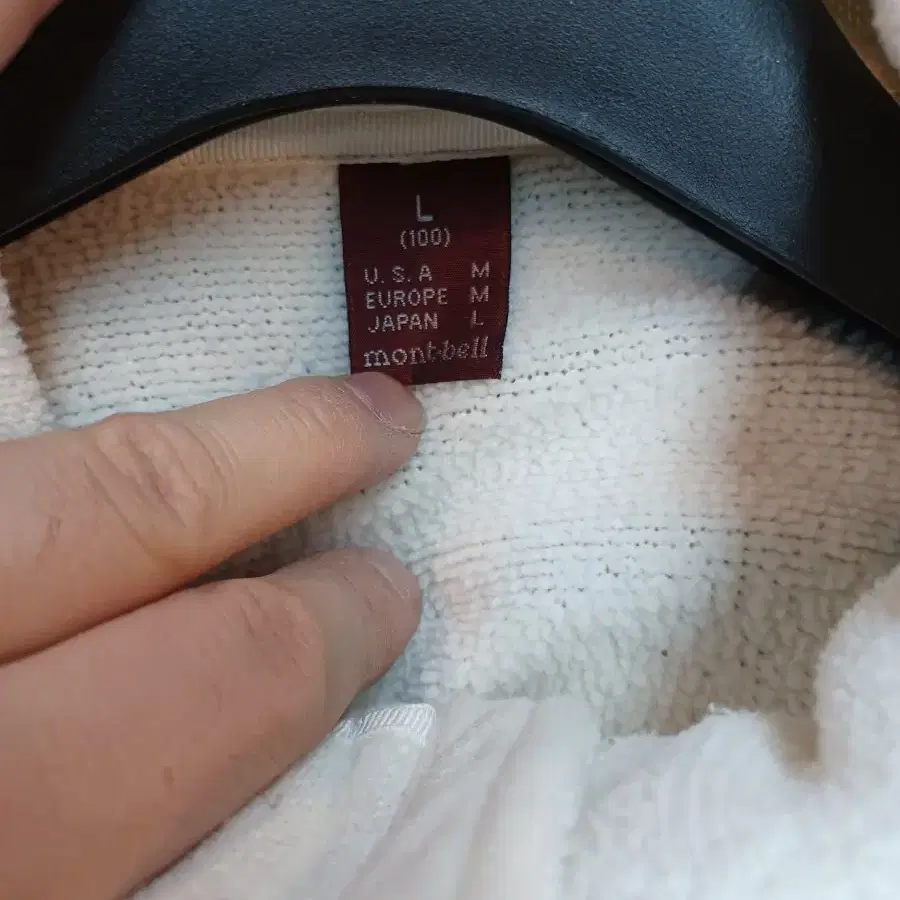 L
(100)
U.S.A M
EUROPE M
JAPAN L
mont-bell